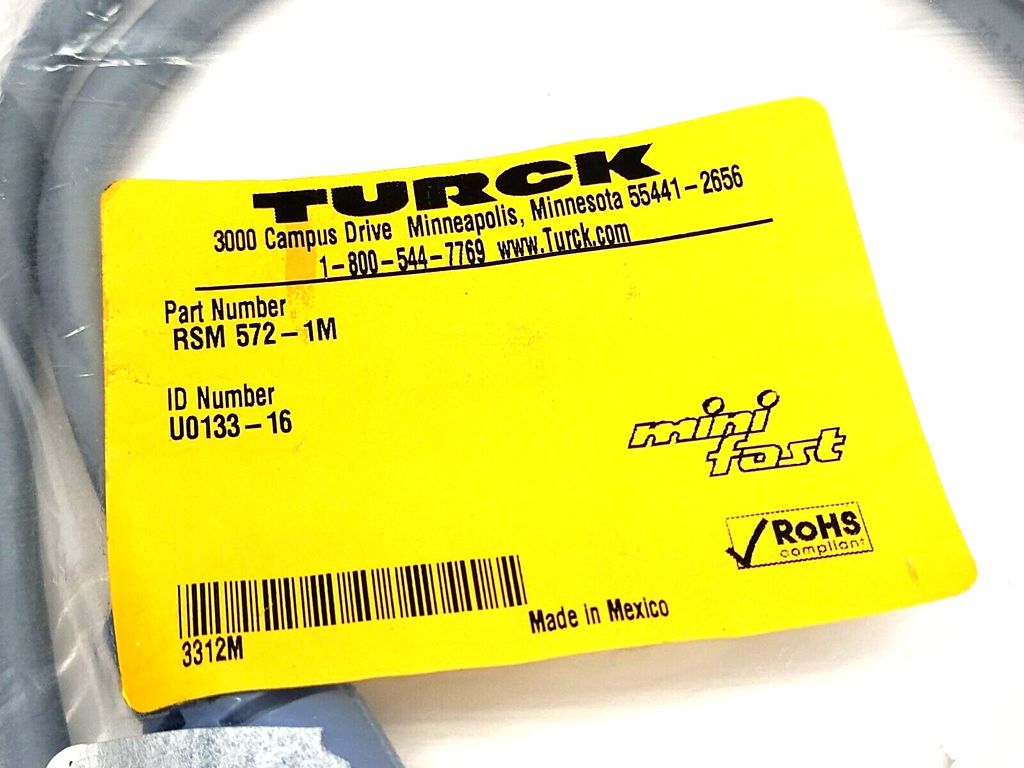 TURCK
3000 Campus Drive Minneapolis, Minnesota 55441-2656
1-800-544-7769 www.Turck.com
Part Number
RSM 572-1M
ID Number
U0133-16
mini
fast
RoHS
compliant
Made in Mexico
3312M